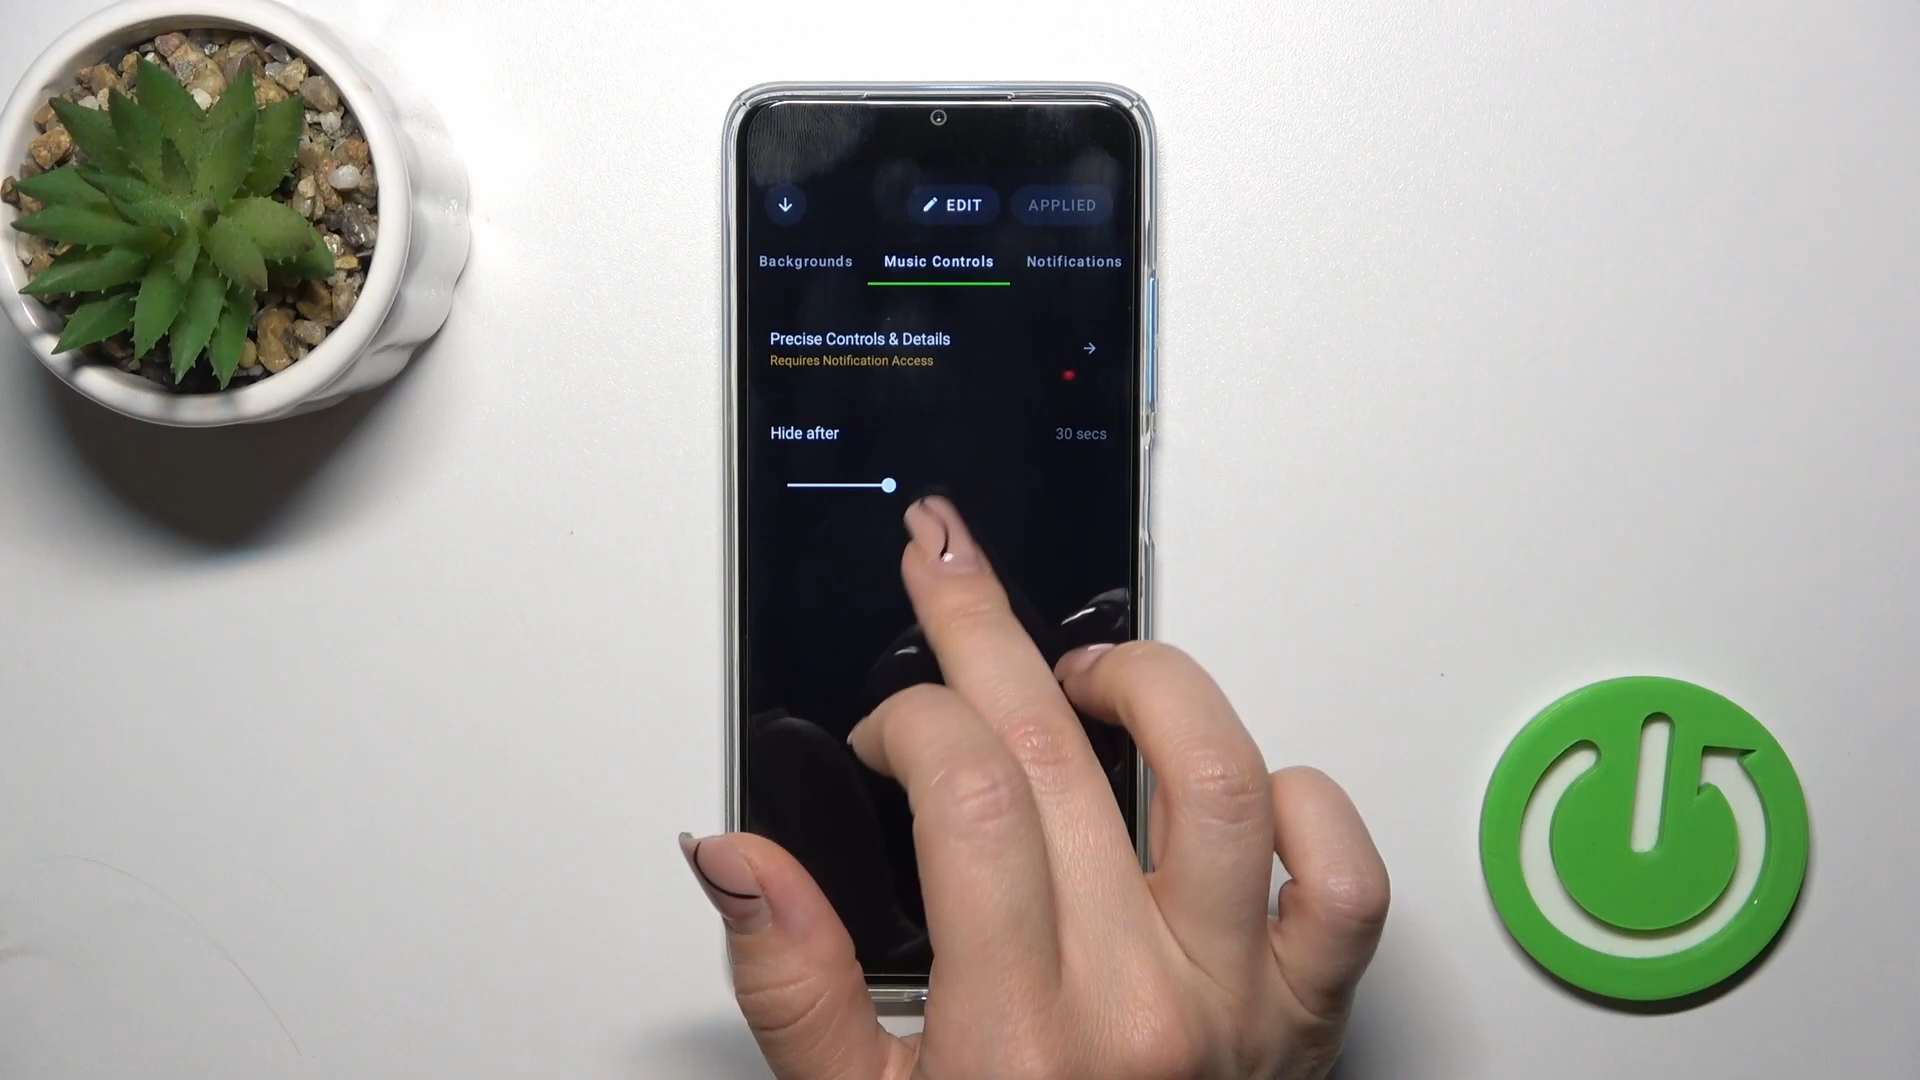 EDIT APPLIED
Backgrounds Music Controls Notifications
Precise Controls & Details
Requires Notification Access
Hide after 30 secs